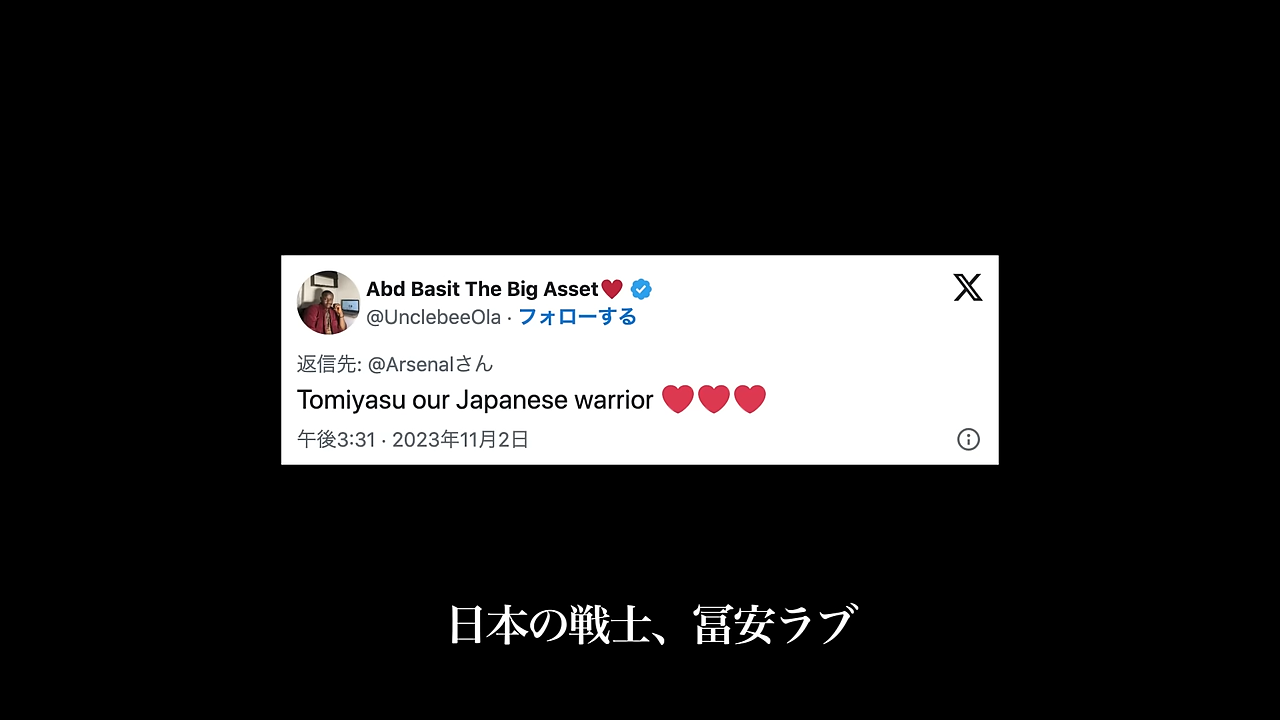 Abd Basit The Big Asset❤️
@UnclebeeOla · フォローする
返信先: @Arsenalさん
Tomiyasu our Japanese warrior ❤️❤️❤️
午後3:31 · 2023年11月2日
日本の戦士、冨安ラブ